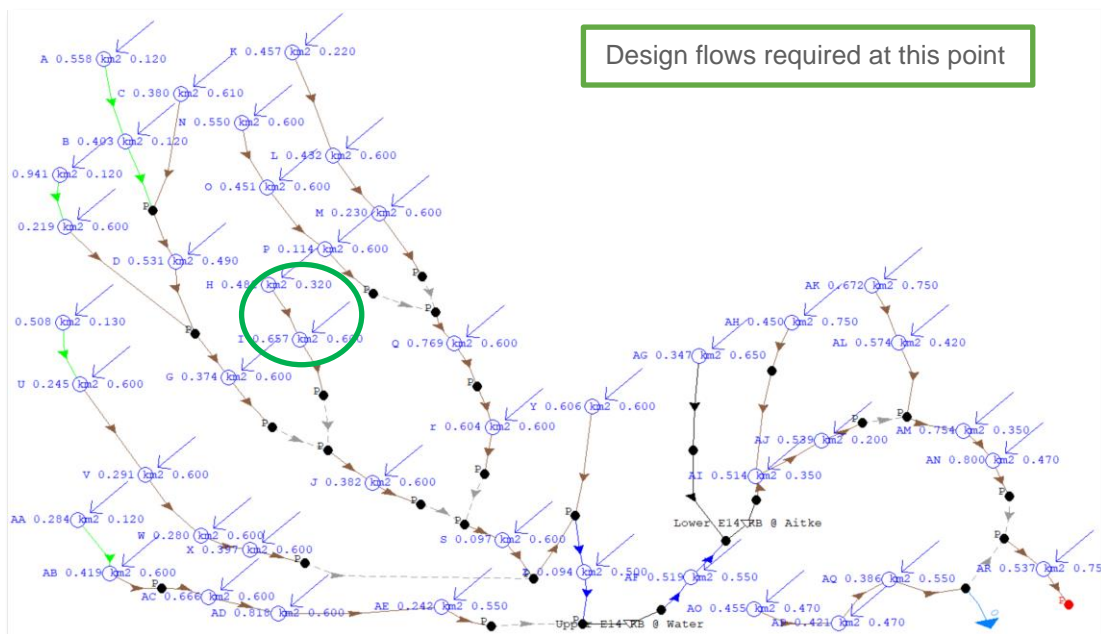 Design flows required at this point
A 0.558 km2 0.120
K 0.457 km2 0.220
C 0.380 km2 0.610
N 0.550 km2 0.600
B 0.403 km2 0.120
L 0.432 km2 0.600
0.941 km2 0.120
O 0.451 km2 0.600
P
M 0.230 km2 0.600
0.219 km2 0.600
P 0.114 km2 0.600
D 0.531 km2 0.490
P
H km2 0.320
AK 0.672 km2 0.750
P
P
0.508 km2 0.130
P
AH 0.450 km2 0.750
I 0.657 km2
Q 0.769 km2 0.600
AL 0.574 km2 0.420
AG 0.347 km2 0.650
G 0.374 km2 0.600
U 0.245 km2 0.600
P
P
Y 0.606 km2 0.600
P
P
r 0.604 km2 0.600
P
AM 0.754 km2 0.350
AJ 0.539 km2 0.200
P
AN 0.800 km2 0.470
V 0.291 km2 0.600
P
AI 0.514 km2 0.350
J 0.382 km2 0.600
P
P
AA 0.284 km2 0.120
P
P
Lower E14 RB @ Aitke
W 0.280 km2 0.600
S 0.097 km2 0.600
X 0.397 km2 0.600
P
P
AB 0.419 km2 0.600
0.094 km2 0.500
AF 0.519 km2 0.550
AQ 0.386 km2 0.550
AR 0.537 km2 0.75
P
AC 0.666 km2 0.600
AD 0.818 km2 0.600
AE 0.242 km2 0.550
AO 0.455 km2 0.470
P
P
Upper E14 RB @ Water
0.421 km2 0.470